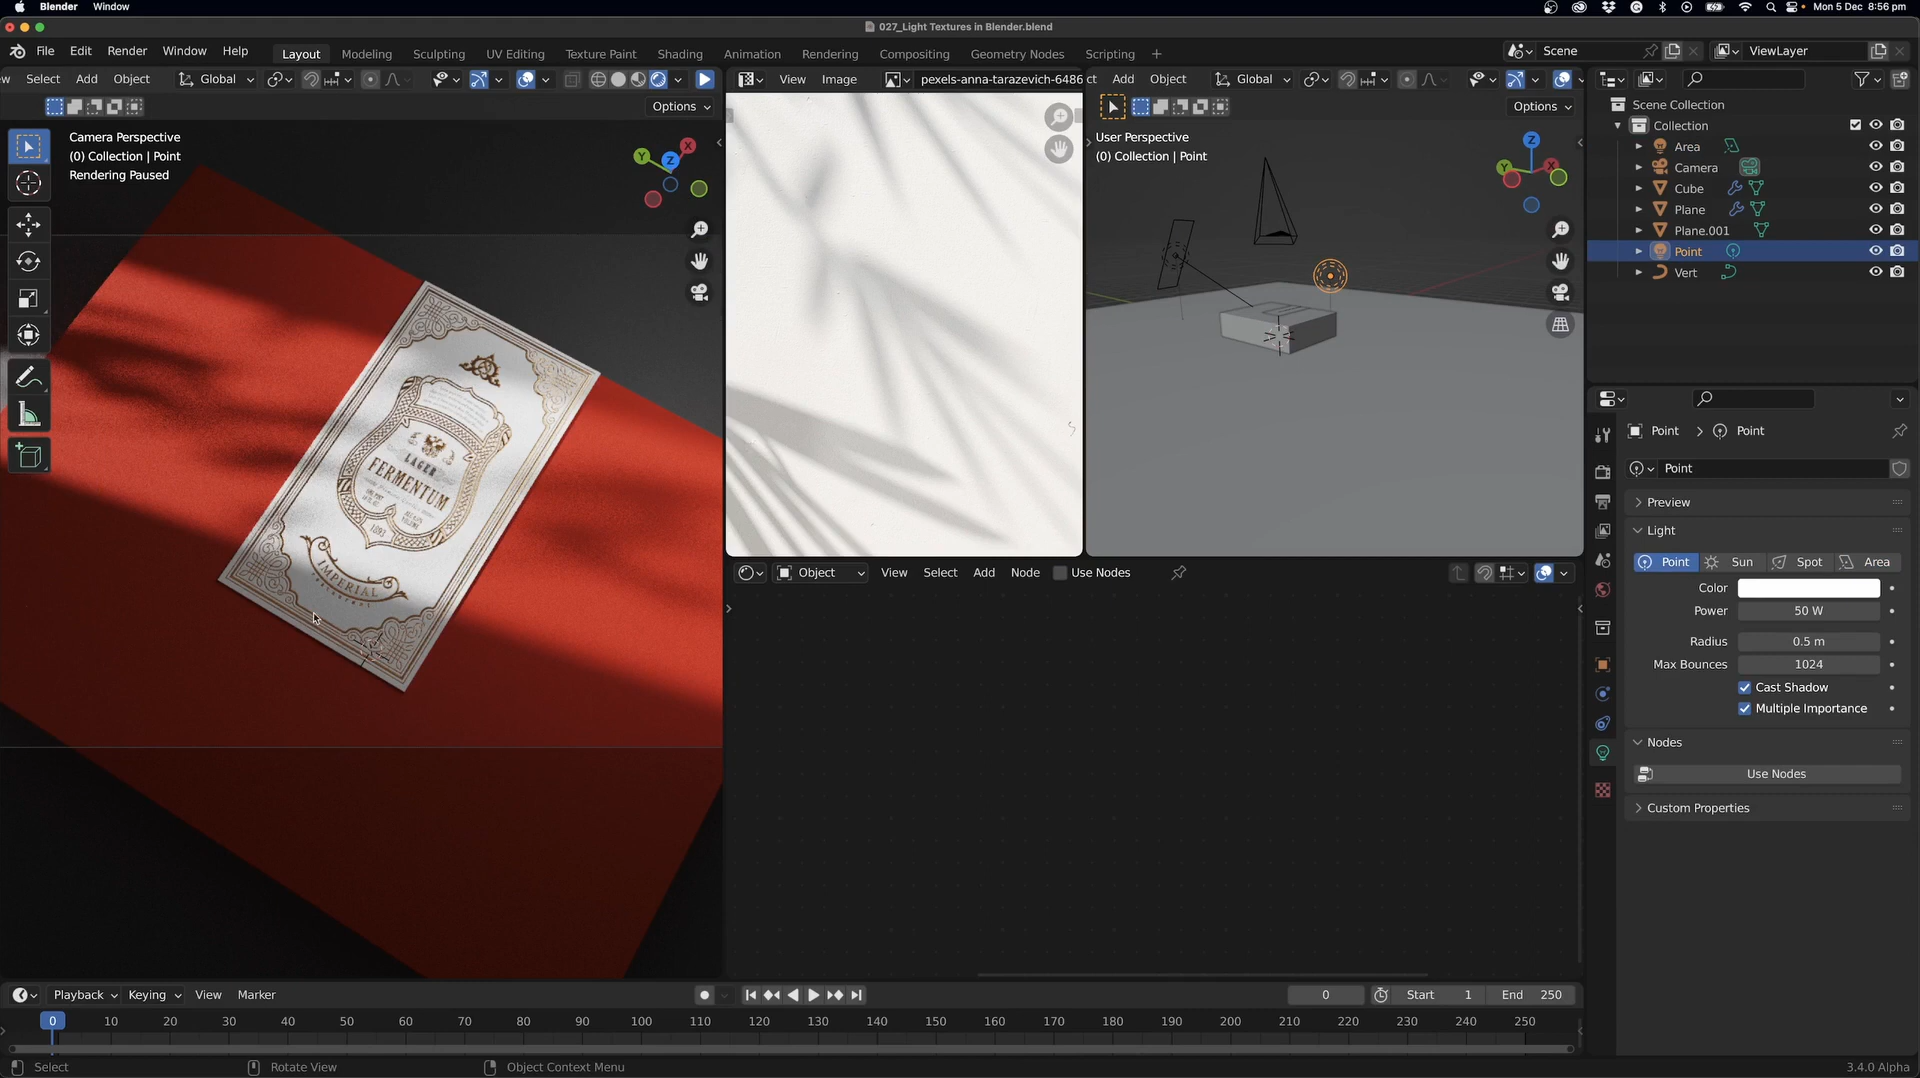 Blender Window Mon 5 Dec 8:56 pm
027_Light Textures in Blender.blend
File Edit Render Window Help Layout Modeling Sculpting UV Editing Texture Paint Shading Animation Rendering Compositing Geometry Nodes Scripting + Scene ViewLayer
w Select Add Object Global
Options
Camera Perspective
(0) Collection | Point
Rendering Paused
Y Z X
LAGER
FERMENTUM
1893
IMPERIAL
View Image pexels-anna-tarazevich-6486
ct Add Object Global
Options
User Perspective
(0) Collection | Point
Z
Y X
Scene Collection
Collection
Area
Camera
Cube
Plane
Plane.001
Point
Vert
Point > Point
Point
Preview
Light
Point Sun Spot Area
Color
Power 50 W
Radius 0.5 m
Max Bounces 1024
Cast Shadow
Multiple Importance
Nodes
Use Nodes
Custom Properties
Object View Select Add Node Use Nodes
Playback Keying View Marker 0 Start 1 End 250
0 10 20 30 40 50 60 70 80 90 100 110 120 130 140 150 160 170 180 190 200 210 220 230 240 250
Select Rotate View Object Context Menu 3.4.0 Alpha